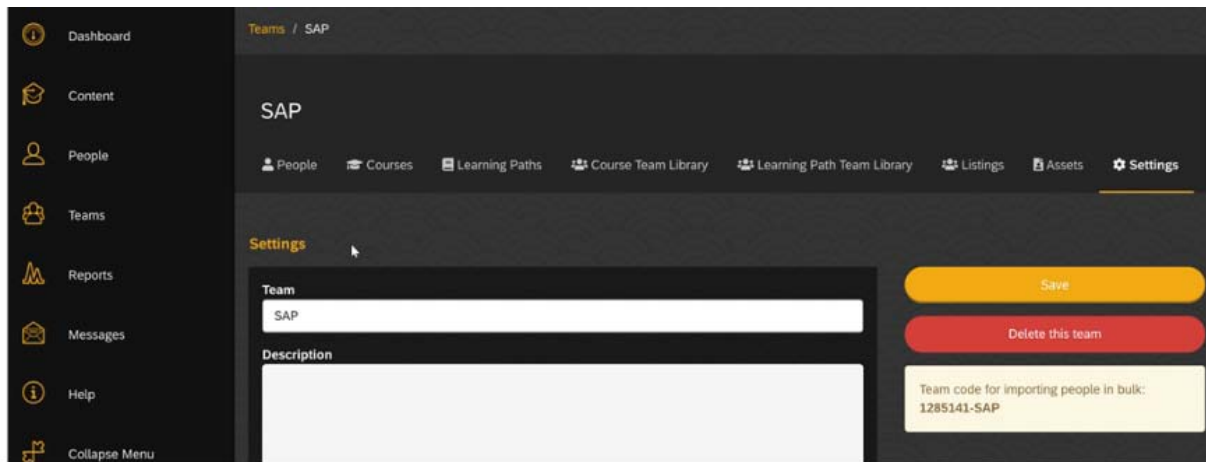 Dashboard
Content
People
Teams
Reports
Messages
Help
Collapse Menu
Teams / SAP
SAP
People
Courses
Learning Paths
Course Team Library
Learning Path Team Library
Listings
Assets
Settings
Settings
Team
SAP
Description
Save
Delete this team
Team code for importing people in bulk:
1285141-SAP